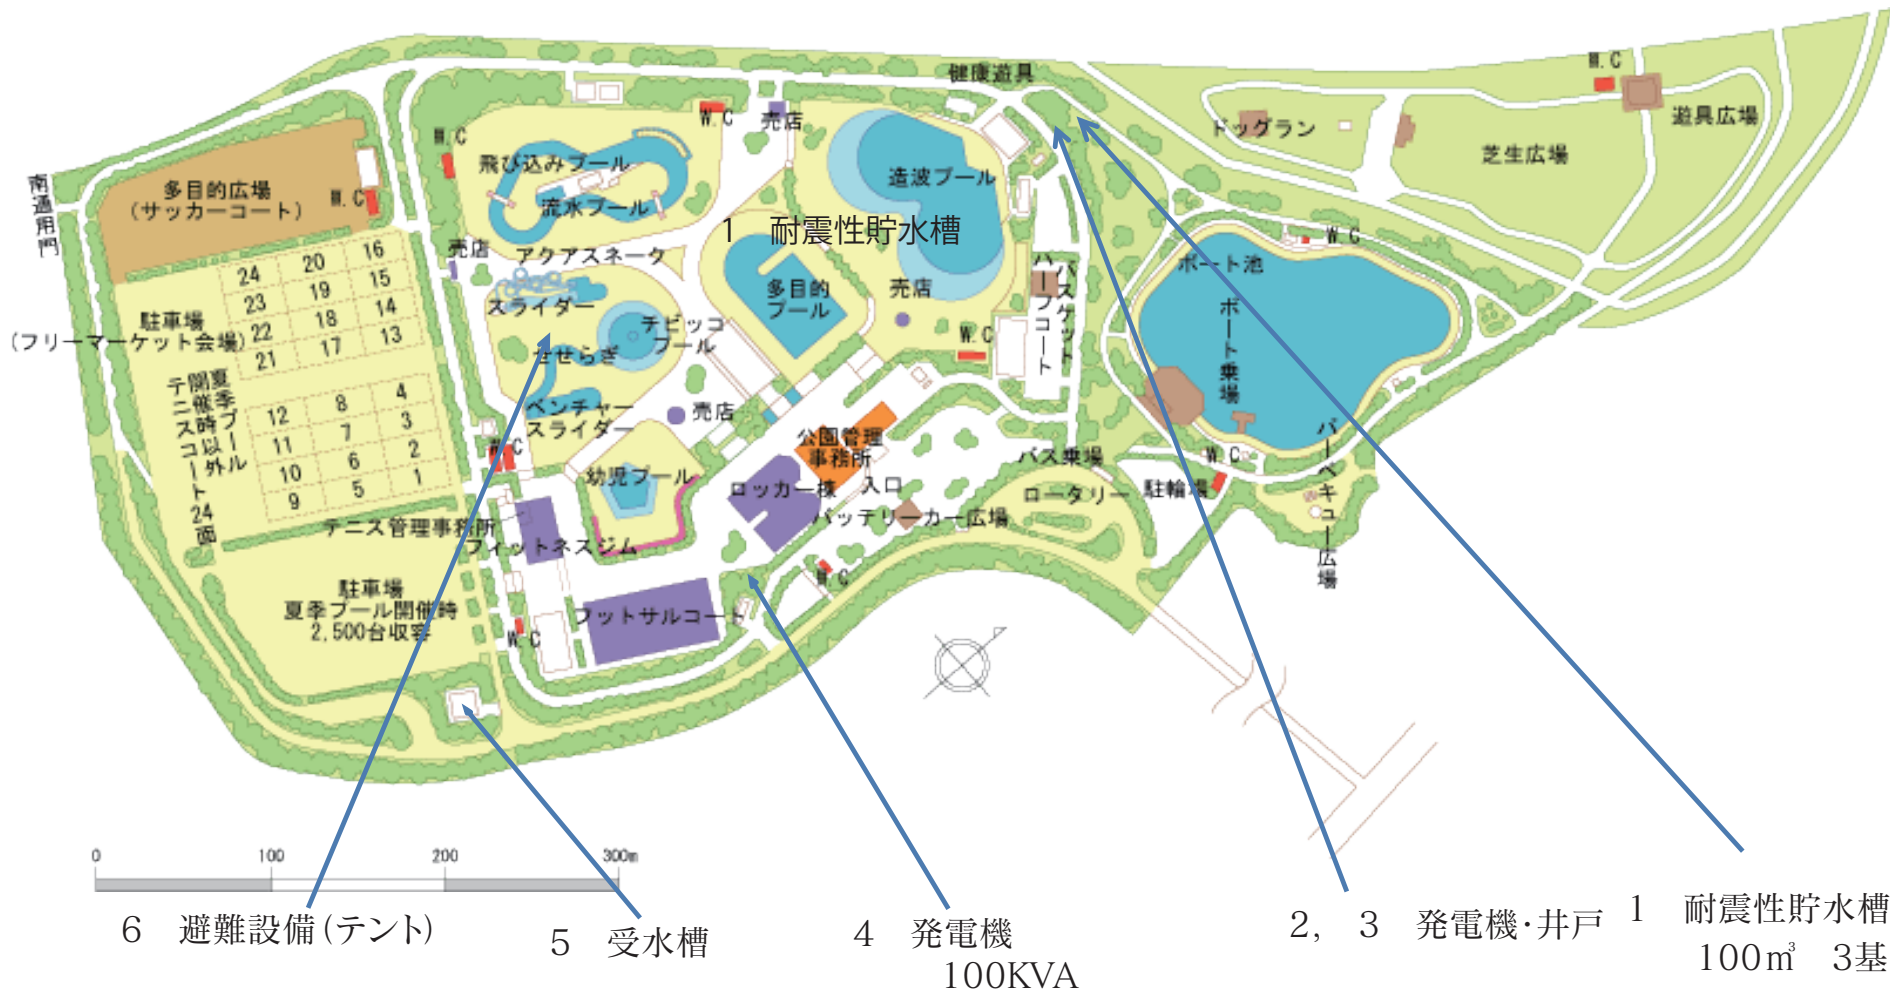 健康遊具
W.C
遊具広場
ドッグラン
芝生広場
W.C
売店
W.C
飛び込みプール
流水プール
造波プール
南通用門
多目的広場
(サッカーコート)
W.C
1 耐震性貯水槽
売店
アクアスネーク
スライダー
多目的
プール
売店
W.C
チビッコ
プール
せせらぎ
ベンチャー
スライダー
売店
ハーフコート
バスケット
ボート池
W.C
ボート乗場
駐車場
(フリーマーケット会場)
24 20 16
23 19 15
22 18 14
21 17 13
12 8 4
11 7 3
10 6 2
9 5 1
夏季プール
開催時以外
テニスコート24面
W.C
幼児プール
公園管理
事務所
ロッカー棟
入口
バス乗場
ロータリー
駐輪場
W.C
バーベキュー広場
テニス管理事務所
フィットネスジム
バッテリーカー広場
W.C
駐車場
夏季プール開催時
2,500台収容
フットサルコート
W.C
0 100 200 300m
6 避難設備(テント)
5 受水槽
4 発電機
100KVA
2, 3 発電機・井戸
1 耐震性貯水槽
100㎥ 3基